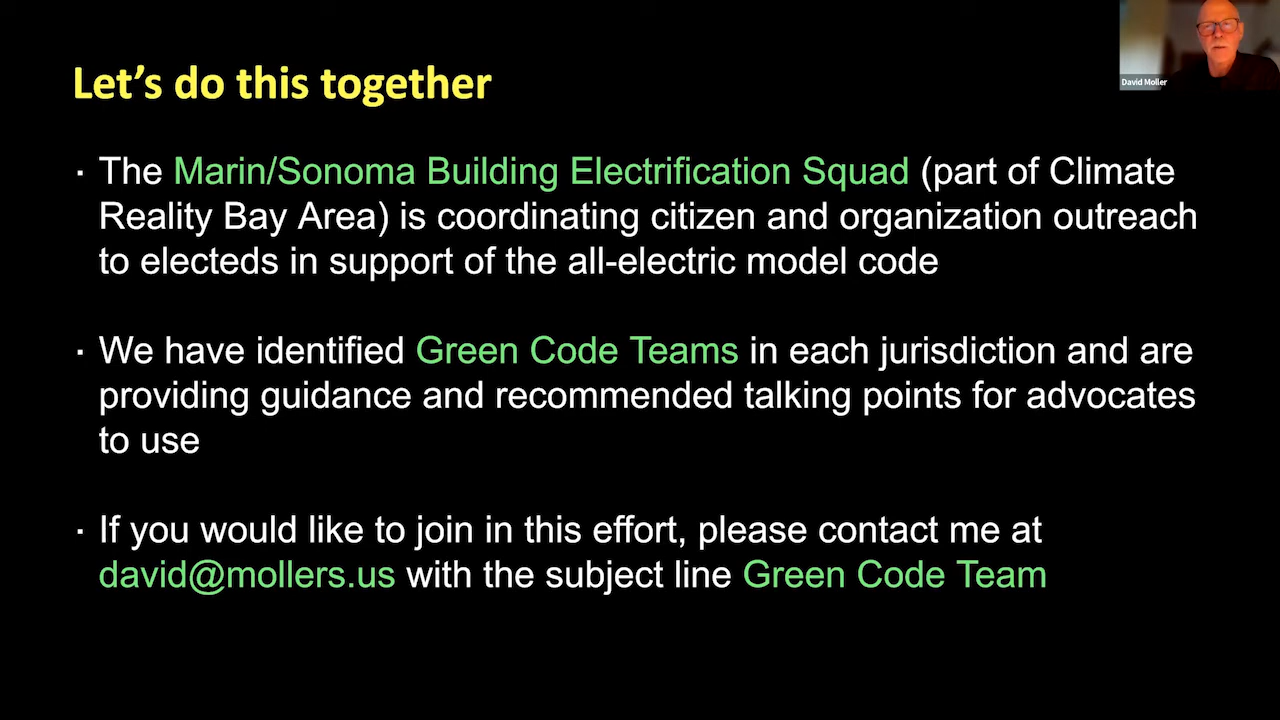 David Moller
Let's do this together
· The Marin/Sonoma Building Electrification Squad (part of Climate
Reality Bay Area) is coordinating citizen and organization outreach
to electeds in support of the all-electric model code
· We have identified Green Code Teams in each jurisdiction and are
providing guidance and recommended talking points for advocates
to use
· If you would like to join in this effort, please contact me at
david@mollers.us with the subject line Green Code Team